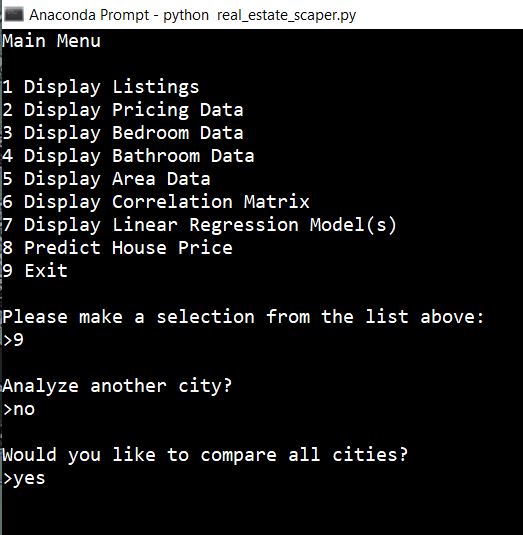 Anaconda Prompt - python  real_estate_scaper.py
Main Menu
1 Display Listings
2 Display Pricing Data
3 Display Bedroom Data
4 Display Bathroom Data
5 Display Area Data
6 Display Correlation Matrix
7 Display Linear Regression Model(s)
8 Predict House Price
9 Exit
Please make a selection from the list above:
>9
Analyze another city?
>no
Would you like to compare all cities?
>yes